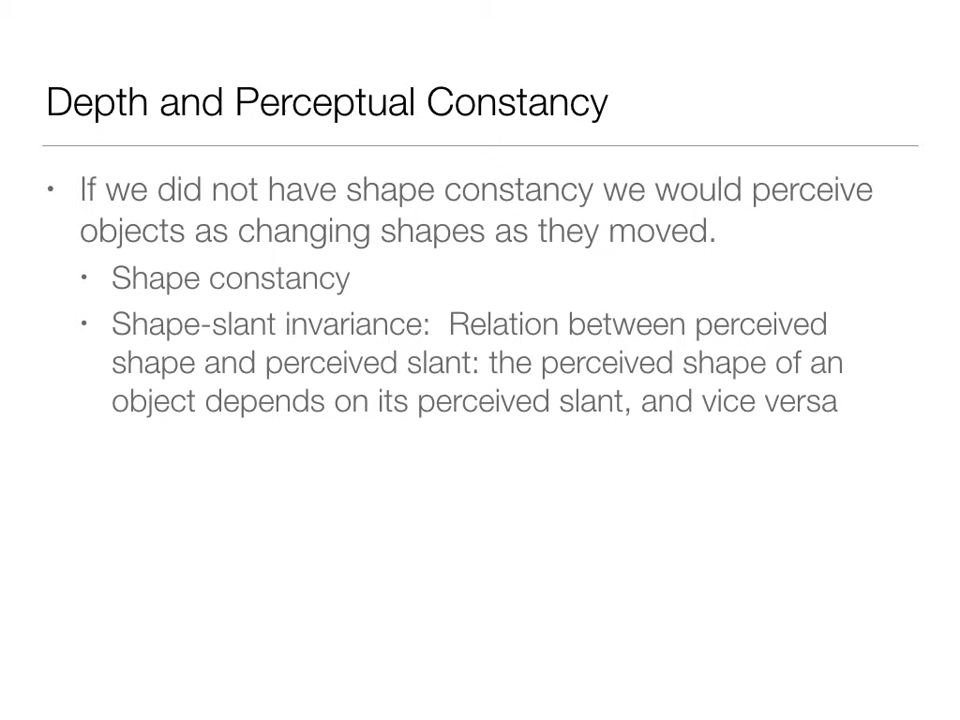 Depth and Perceptual Constancy
• If we did not have shape constancy we would perceive
objects as changing shapes as they moved.
• Shape constancy
• Shape-slant invariance:  Relation between perceived
shape and perceived slant: the perceived shape of an
object depends on its perceived slant, and vice versa